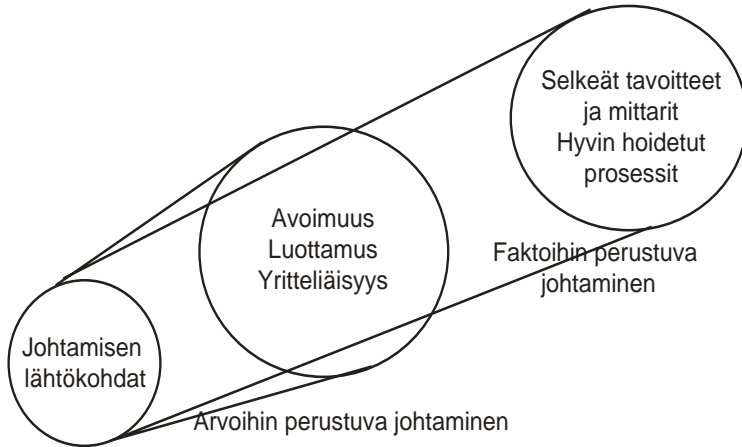 Selkeät tavoitteet
ja mittarit
Hyvin hoidetut
prosessit
Avoimuus
Luottamus
Yritteliäisyys
Faktoihin perustuva
johtaminen
Johtamisen
lähtökohdat
Arvoihin perustuva johtaminen